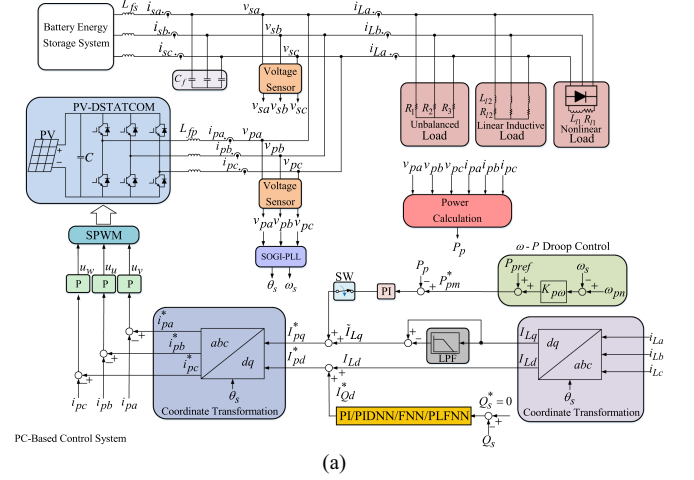 Battery Energy
Storage System
L_fs
i_sa
i_sb
i_sc
v_sa
v_sb
v_sc
i_La
i_Lb
i_La
C_f
Voltage
Sensor
v_sa v_sb v_sc
R_1
R_2
R_3
Unbalanced
Load
L_l2
R_l2
Linear Inductive
Load
L_l1 R_l1
Nonlinear
Load
PV-DSTATCOM
PV
+
−
C
L_fp
i_pa
i_pb
i_pc
v_pa
v_pb
v_pc
Voltage
Sensor
v_pa v_pb v_pc
SOGI-PLL
θ_s
ω_s
v_pa v_pb v_pc i_pa i_pb i_pc
Power
Calculation
P_p
SPWM
u_w
u_u
u_v
P
P
P
ω - P Droop Control
P_pref
K_pω
ω_s
ω_pn
+
+
−
+
SW
PI
P_p
P*_pm
−
+
i*_pa
i*_pb
i*_pc
−
+
−
+
−
+
i_pc
i_pb
i_pa
abc
dq
θ_s
Coordinate Transformation
I*_pq
I*_pd
+
+
Ĩ_Lq
+
−
LPF
I_Lq
I_Ld
I_Ld
+
+
I*_Qd
dq
abc
θ_s
Coordinate Transformation
i_La
i_Lb
i_Lc
PI/PIDNN/FNN/PLFNN
Q*_s = 0
−
+
Q_s
PC-Based Control System
(a)